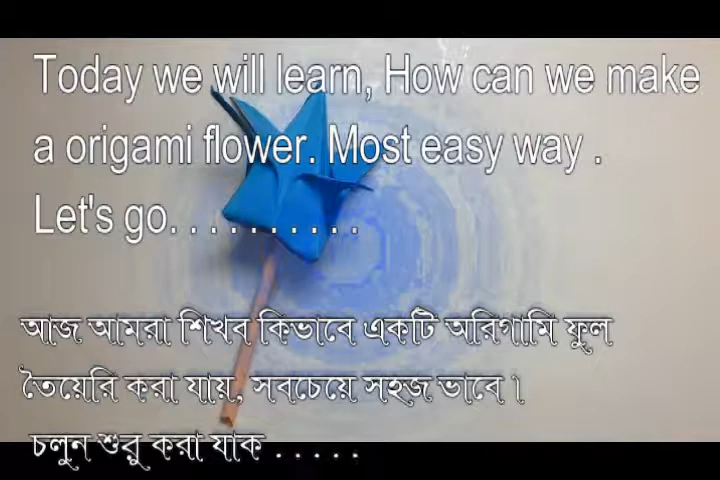 Today we will learn, How can we make
a origami flower. Most easy way .
Let's go. . . . . . . . . .
আজ আমরা শিখব কিভাবে একটি অরিগামি ফুল
তৈয়েরি করা যায়, সবচেয়ে সহজ ভাবে ।
চলুন শুরু করা যাক . . . . .